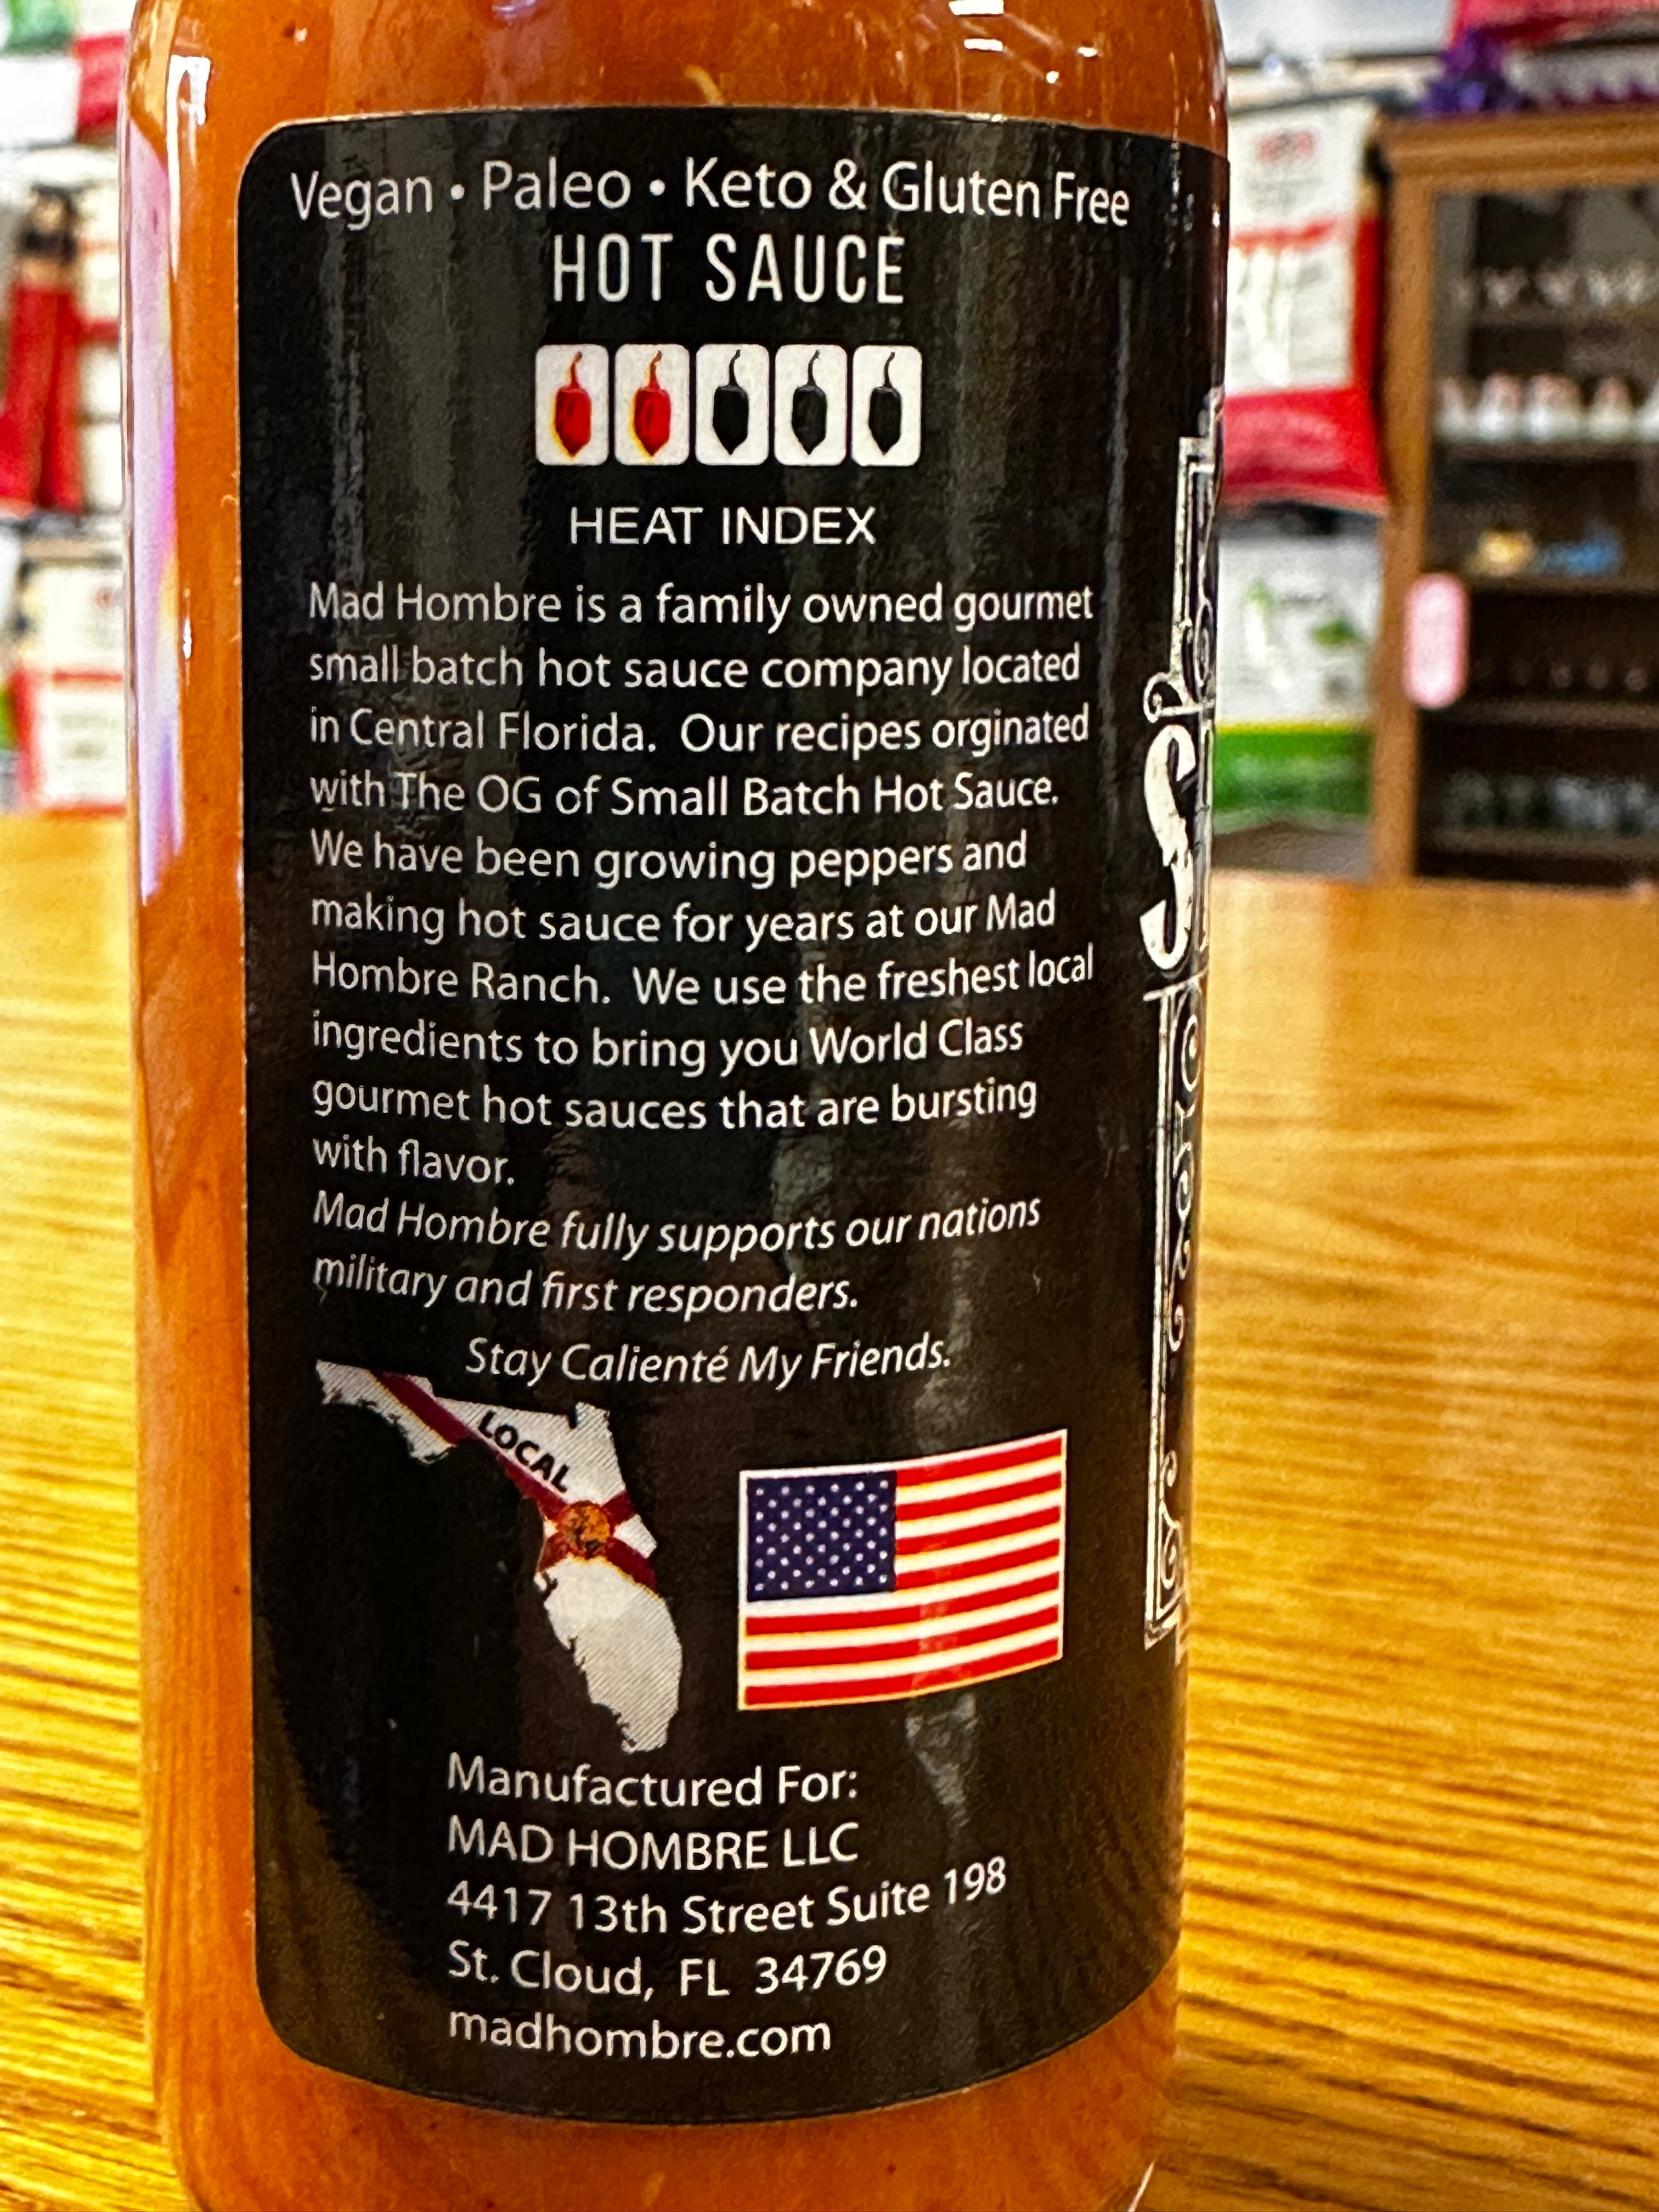 Vegan • Paleo • Keto & Gluten Free
HOT SAUCE
HEAT INDEX
Mad Hombre is a family owned gourmet
small batch hot sauce company located
in Central Florida.  Our recipes orginated
with The OG of Small Batch Hot Sauce.
We have been growing peppers and
making hot sauce for years at our Mad
Hombre Ranch.  We use the freshest local
ingredients to bring you World Class
gourmet hot sauces that are bursting
with flavor.
Mad Hombre fully supports our nations
military and first responders.
Stay Calienté My Friends.
LOCAL
Manufactured For:
MAD HOMBRE LLC
4417 13th Street Suite 198
St. Cloud,  FL  34769
madhombre.com